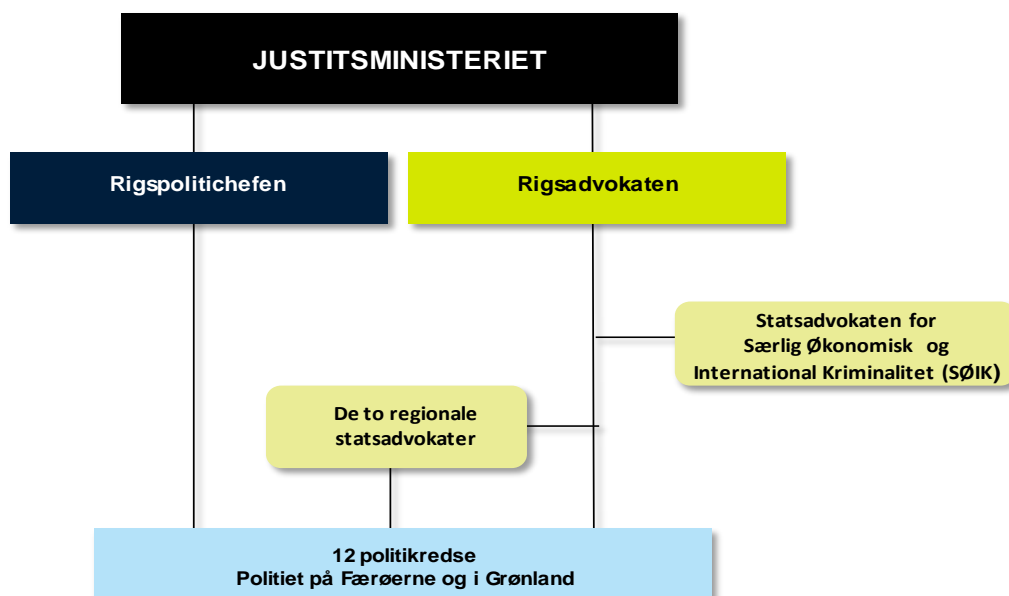 JUSTITSMINISTERIET
Rigspolitichefen
Rigsadvokaten
Statsadvokaten for
Særlig Økonomisk og
International Kriminalitet (SØIK)
De to regionale
statsadvokater
12 politikredse
Politiet på Færøerne og i Grønland